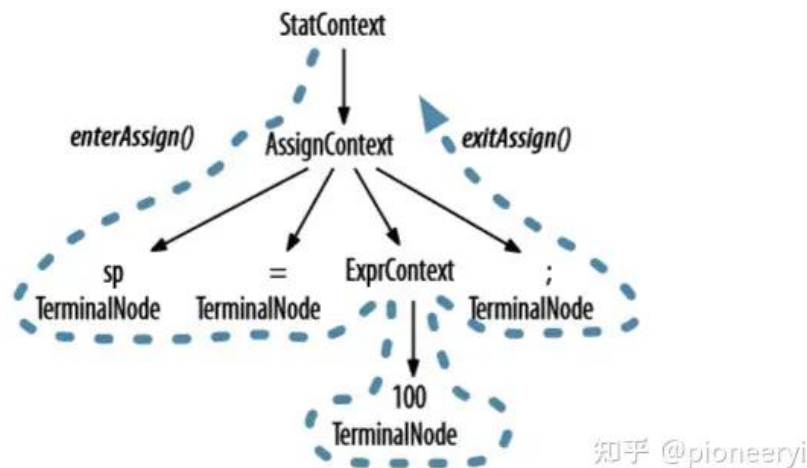 StatContext
enterAssign()
AssignContext
exitAssign()
sp
TerminalNode
=
TerminalNode
ExprContext
;
TerminalNode
100
TerminalNode
知乎 @pioneeryi